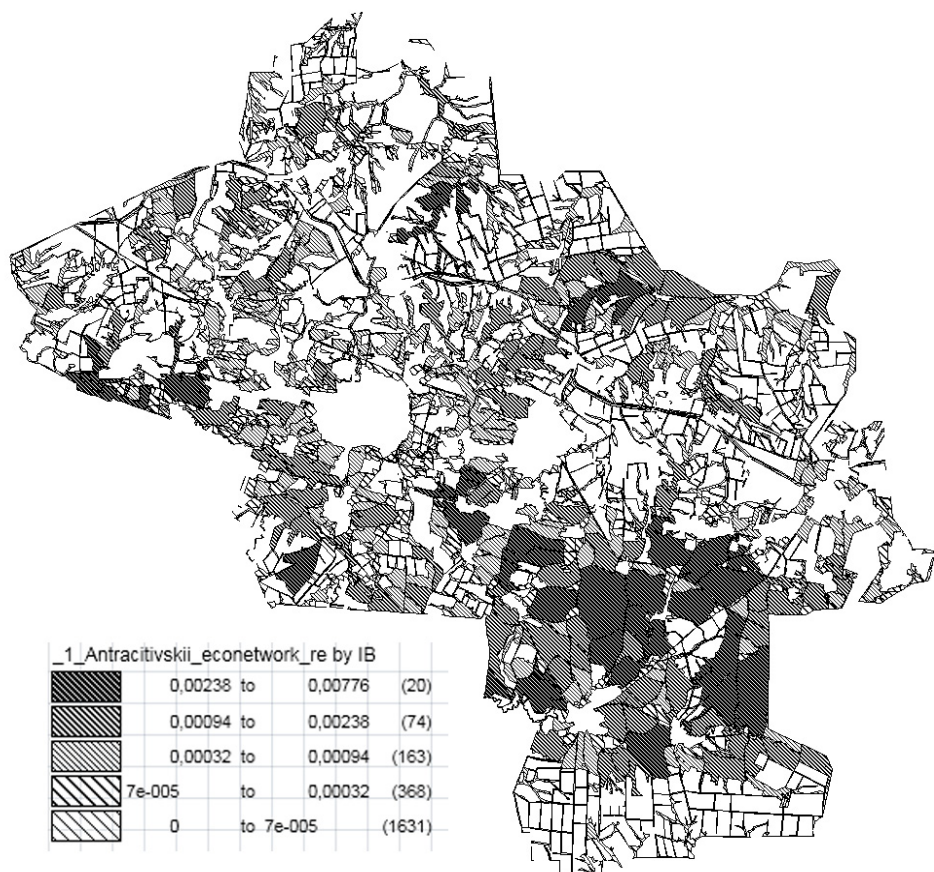 _1_Antracitivskii_econetwork_re by IB
0,00238 to 0,00776 (20)
0,00094 to 0,00238 (74)
0,00032 to 0,00094 (163)
7e-005 to 0,00032 (368)
0 to 7e-005 (1631)